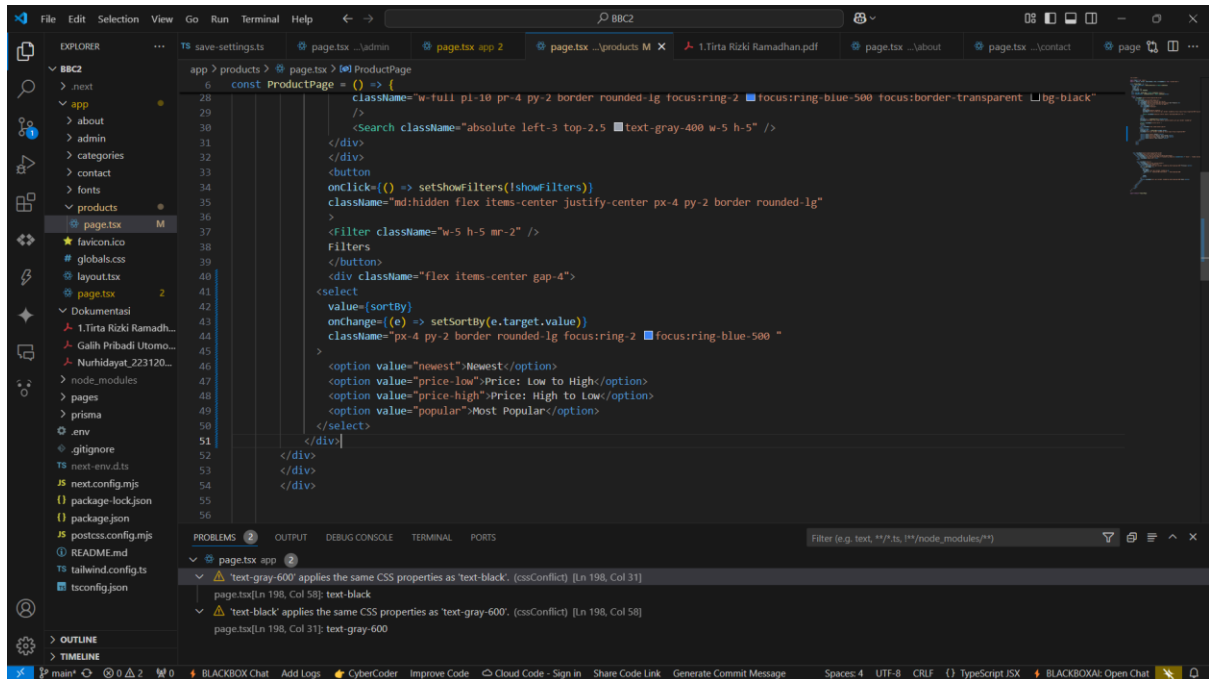 File Edit Selection View Go Run Terminal Help
BBC2
EXPLORER
TS save-settings.ts
page.tsx ...\admin
page.tsx app 2
page.tsx ...\products M
1.Tirta Rizki Ramadhan.pdf
page.tsx ...\about
page.tsx ...\contact
page
BBC2
.next
app
about
admin
categories
contact
fonts
products
page.tsx M
favicon.ico
# globals.css
layout.tsx
page.tsx 2
Dokumentasi
1.Tirta Rizki Ramadh...
Galih Pribadi Utomo...
Nurhidayat_223120...
node_modules
pages
prisma
.env
.gitignore
TS next-env.d.ts
JS next.config.mjs
{} package-lock.json
{} package.json
JS postcss.config.mjs
README.md
TS tailwind.config.ts
tsconfig.json
OUTLINE
TIMELINE
app > products > page.tsx > ProductPage
6 const ProductPage = () => {
28 className="w-full pl-10 pr-4 py-2 border rounded-lg focus:ring-2 focus:ring-blue-500 focus:border-transparent bg-black"
29 />
30 <Search className="absolute left-3 top-2.5 text-gray-400 w-5 h-5" />
31 </div>
32 </div>
33 <button
34 onClick={() => setShowFilters(!showFilters)}
35 className="md:hidden flex items-center justify-center px-4 py-2 border rounded-lg"
36 >
37 <Filter className="w-5 h-5 mr-2" />
38 Filters
39 </button>
40 <div className="flex items-center gap-4">
41 <select
42 value={sortBy}
43 onChange={(e) => setSortBy(e.target.value)}
44 className="px-4 py-2 border rounded-lg focus:ring-2 focus:ring-blue-500 "
45 >
46 <option value="newest">Newest</option>
47 <option value="price-low">Price: Low to High</option>
48 <option value="price-high">Price: High to Low</option>
49 <option value="popular">Most Popular</option>
50 </select>
51 </div>
52 </div>
53 </div>
54 </div>
55
56
PROBLEMS 2 OUTPUT DEBUG CONSOLE TERMINAL PORTS
Filter (e.g. text, **/*.ts, !**/node_modules/**)
page.tsx app 2
'text-gray-600' applies the same CSS properties as 'text-black'. (cssConflict) [Ln 198, Col 31]
page.tsx[Ln 198, Col 58]: text-black
'text-black' applies the same CSS properties as 'text-gray-600'. (cssConflict) [Ln 198, Col 58]
page.tsx[Ln 198, Col 31]: text-gray-600
main* 0 2 0 BLACKBOX Chat Add Logs CyberCoder Improve Code Cloud Code - Sign in Share Code Link Generate Commit Message Spaces: 4 UTF-8 CRLF {} TypeScript JSX BLACKBOXAI: Open Chat